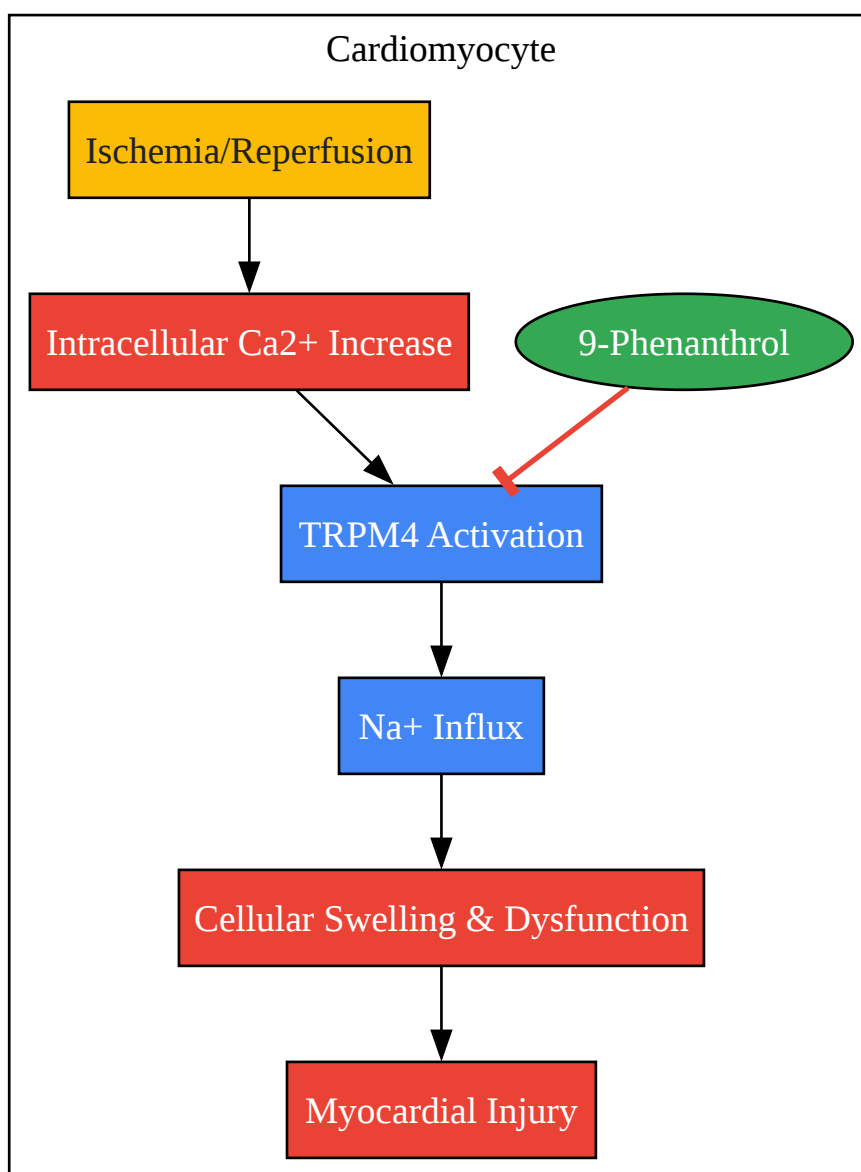 Cardiomyocyte
Ischemia/Reperfusion
Intracellular Ca2+ Increase
9-Phenanthrol
TRPM4 Activation
Na+ Influx
Cellular Swelling & Dysfunction
Myocardial Injury